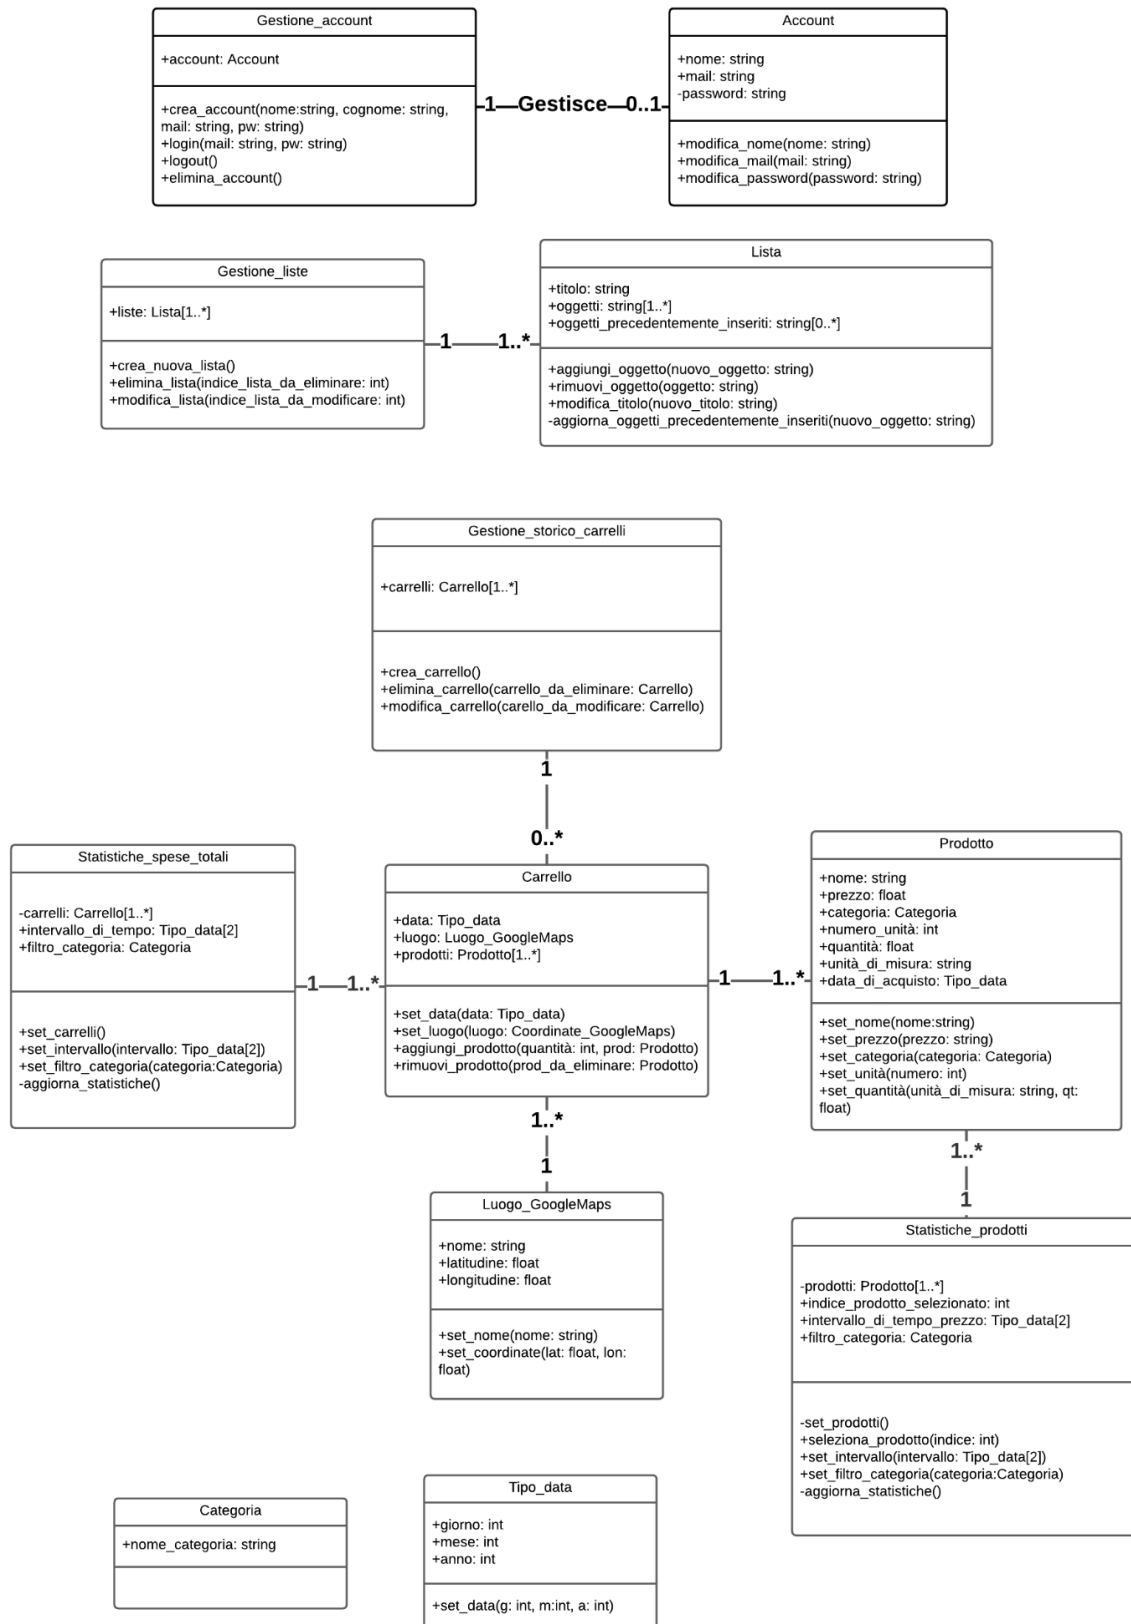 Gestione_account
+account: Account
+crea_account(nome:string, cognome: string,
mail: string, pw: string)
+login(mail: string, pw: string)
+logout()
+elimina_account()
1
Gestisce
0..1
Account
+nome: string
+mail: string
-password: string
+modifica_nome(nome: string)
+modifica_mail(mail: string)
+modifica_password(password: string)
Gestione_liste
+liste: Lista[1..*]
+crea_nuova_lista()
+elimina_lista(indice_lista_da_eliminare: int)
+modifica_lista(indice_lista_da_modificare: int)
1
1..*
Lista
+titolo: string
+oggetti: string[1..*]
+oggetti_precedentemente_inseriti: string[0..*]
+aggiungi_oggetto(nuovo_oggetto: string)
+rimuovi_oggetto(oggetto: string)
+modifica_titolo(nuovo_titolo: string)
-aggiorna_oggetti_precedentemente_inseriti(nuovo_oggetto: string)
Gestione_storico_carrelli
+carrelli: Carrello[1..*]
+crea_carrello()
+elimina_carrello(carrello_da_eliminare: Carrello)
+modifica_carrello(carello_da_modificare: Carrello)
1
0..*
Statistiche_spese_totali
-carrelli: Carrello[1..*]
+intervallo_di_tempo: Tipo_data[2]
+filtro_categoria: Categoria
+set_carrelli()
+set_intervallo(intervallo: Tipo_data[2])
+set_filtro_categoria(categoria:Categoria)
-aggiorna_statistiche()
1
1..*
Carrello
+data: Tipo_data
+luogo: Luogo_GoogleMaps
+prodotti: Prodotto[1..*]
+set_data(data: Tipo_data)
+set_luogo(luogo: Coordinate_GoogleMaps)
+aggiungi_prodotto(quantità: int, prod: Prodotto)
+rimuovi_prodotto(prod_da_eliminare: Prodotto)
1
1..*
Prodotto
+nome: string
+prezzo: float
+categoria: Categoria
+numero_unità: int
+quantità: float
+unità_di_misura: string
+data_di_acquisto: Tipo_data
+set_nome(nome:string)
+set_prezzo(prezzo: string)
+set_categoria(categoria: Categoria)
+set_unità(numero: int)
+set_quantità(unità_di_misura: string, qt:
float)
1..*
1
Luogo_GoogleMaps
+nome: string
+latitudine: float
+longitudine: float
+set_nome(nome: string)
+set_coordinate(lat: float, lon:
float)
1..*
1
Statistiche_prodotti
-prodotti: Prodotto[1..*]
+indice_prodotto_selezionato: int
+intervallo_di_tempo_prezzo: Tipo_data[2]
+filtro_categoria: Categoria
-set_prodotti()
+seleziona_prodotto(indice: int)
+set_intervallo(intervallo: Tipo_data[2])
+set_filtro_categoria(categoria:Categoria)
-aggiorna_statistiche()
Categoria
+nome_categoria: string
Tipo_data
+giorno: int
+mese: int
+anno: int
+set_data(g: int, m:int, a: int)